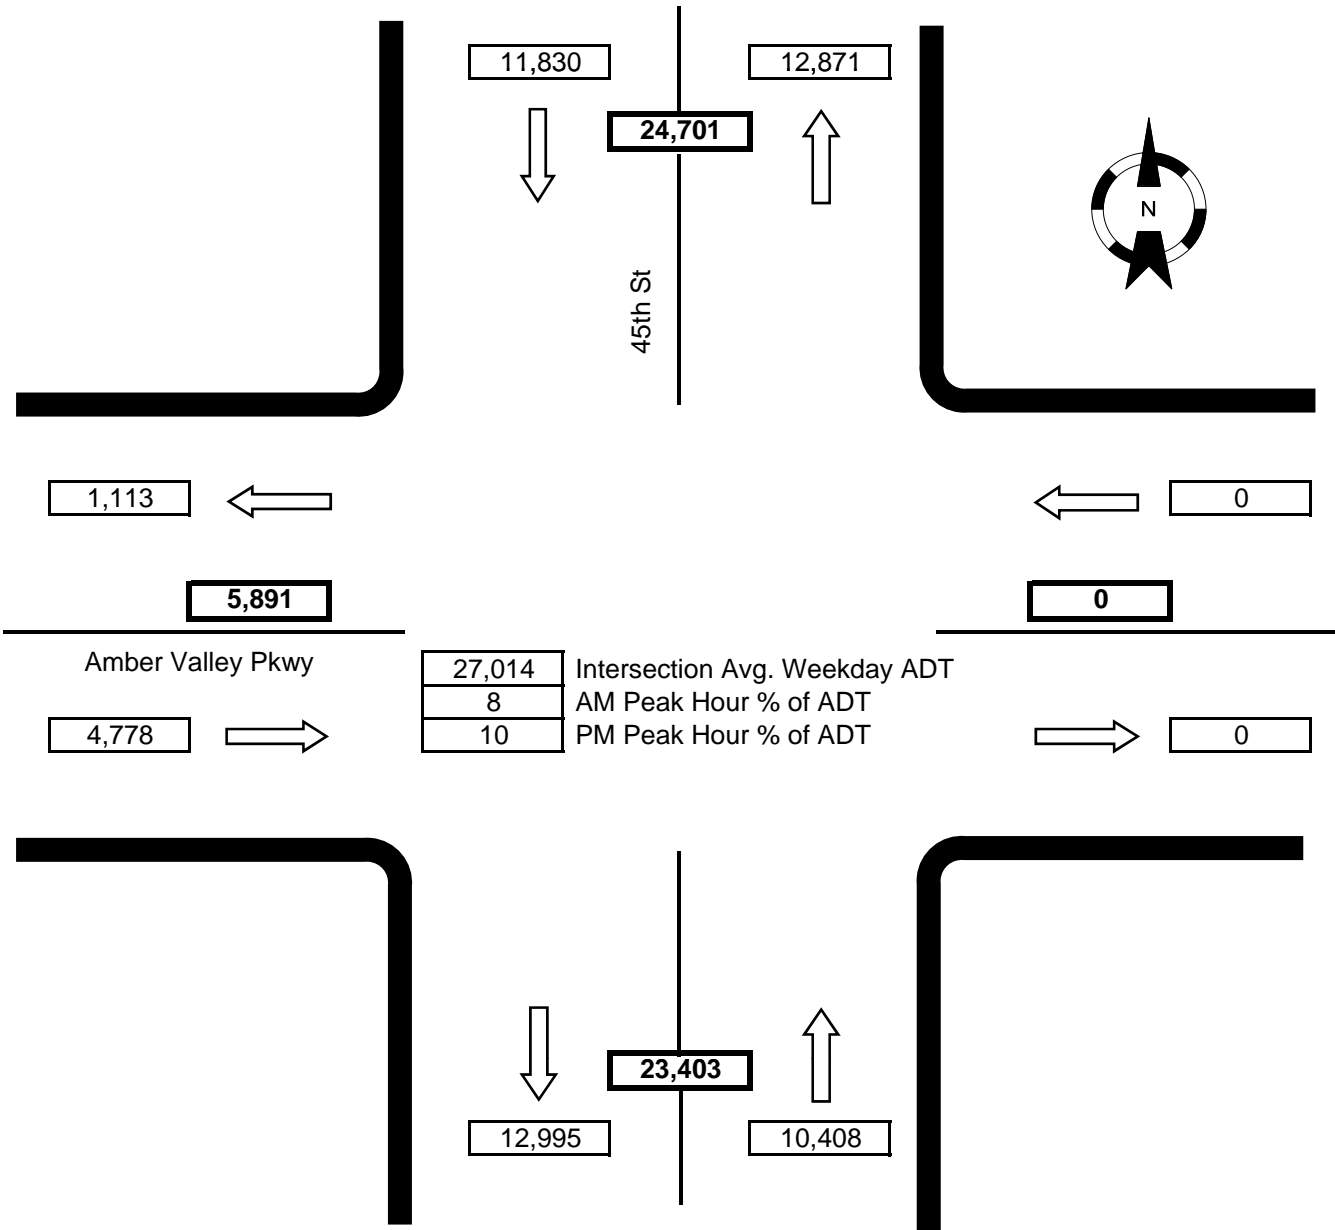 11,830
12,871
24,701
N
45th St
1,113
0
5,891
0
Amber Valley Pkwy
27,014 Intersection Avg. Weekday ADT
8 AM Peak Hour % of ADT
10 PM Peak Hour % of ADT
4,778
0
23,403
12,995
10,408